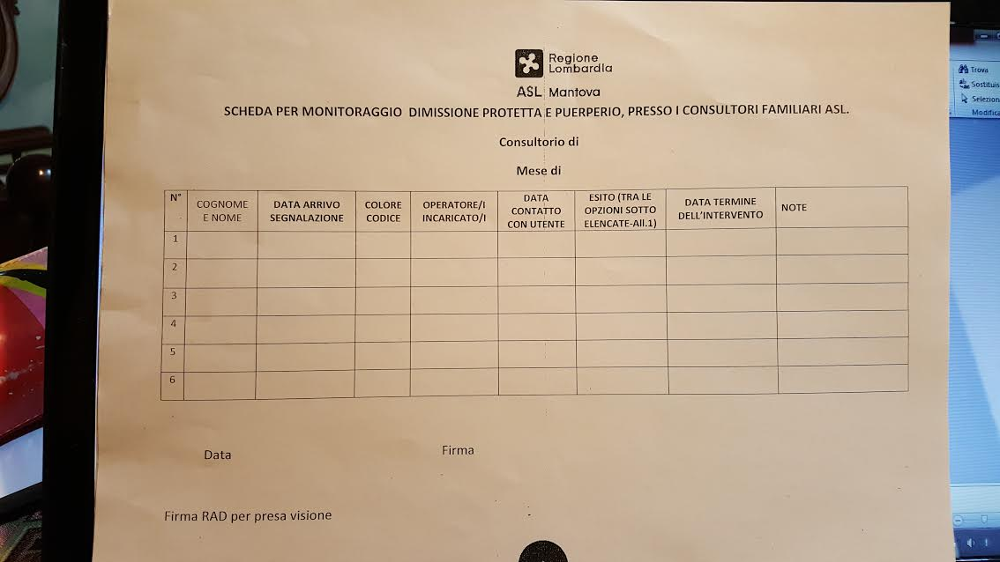 Regione
Lombardia
ASL Mantova
SCHEDA PER MONITORAGGIO DIMISSIONE PROTETTA E PUERPERIO, PRESSO I CONSULTORI FAMILIARI ASL.
Consultorio di
Mese di
N° COGNOME E NOME DATA ARRIVO SEGNALAZIONE COLORE CODICE OPERATORE/I INCARICATO/I DATA CONTATTO CON UTENTE ESITO (TRA LE OPZIONI SOTTO ELENCATE-All.1) DATA TERMINE DELL'INTERVENTO NOTE
1
2
3
4
5
6
Data Firma
Firma RAD per presa visione
Trova
Sostituis
Selezion
Modifica